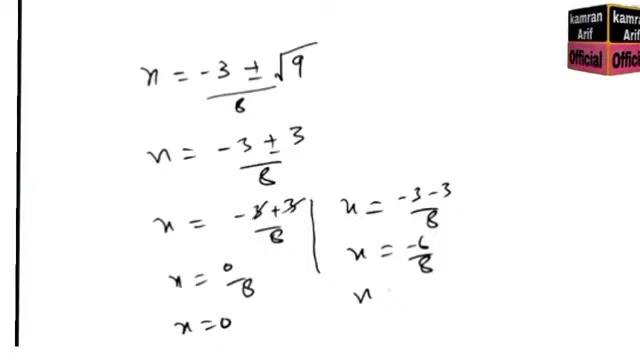 kamran Arif Official
kamran Arif Official
x = -3 ± √9 / 8
x = -3 ± 3 / 8
x = -3+3 / 8
x = 0/8
x = 0
x = -3-3 / 8
x = -6/8
x